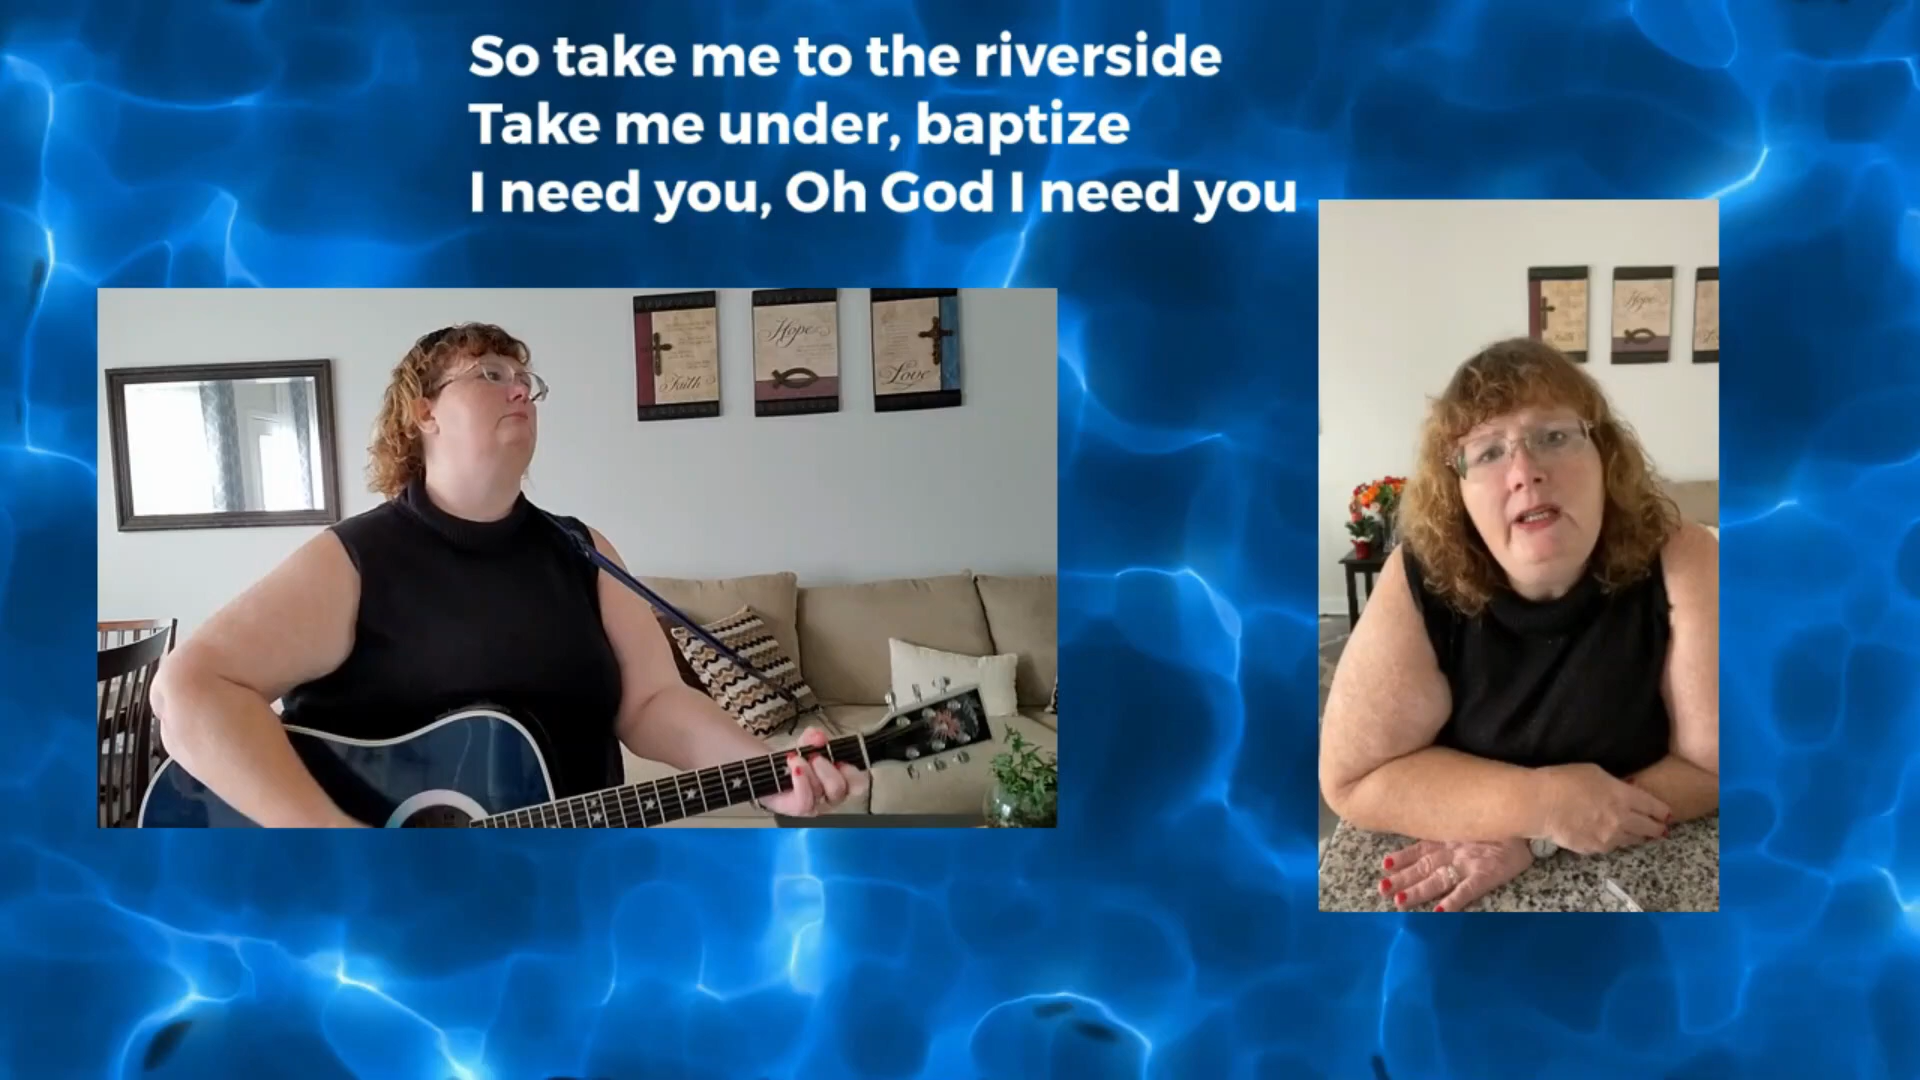 So take me to the riverside
Take me under, baptize
I need you, Oh God I need you
Faith
Hope
Love
Hope